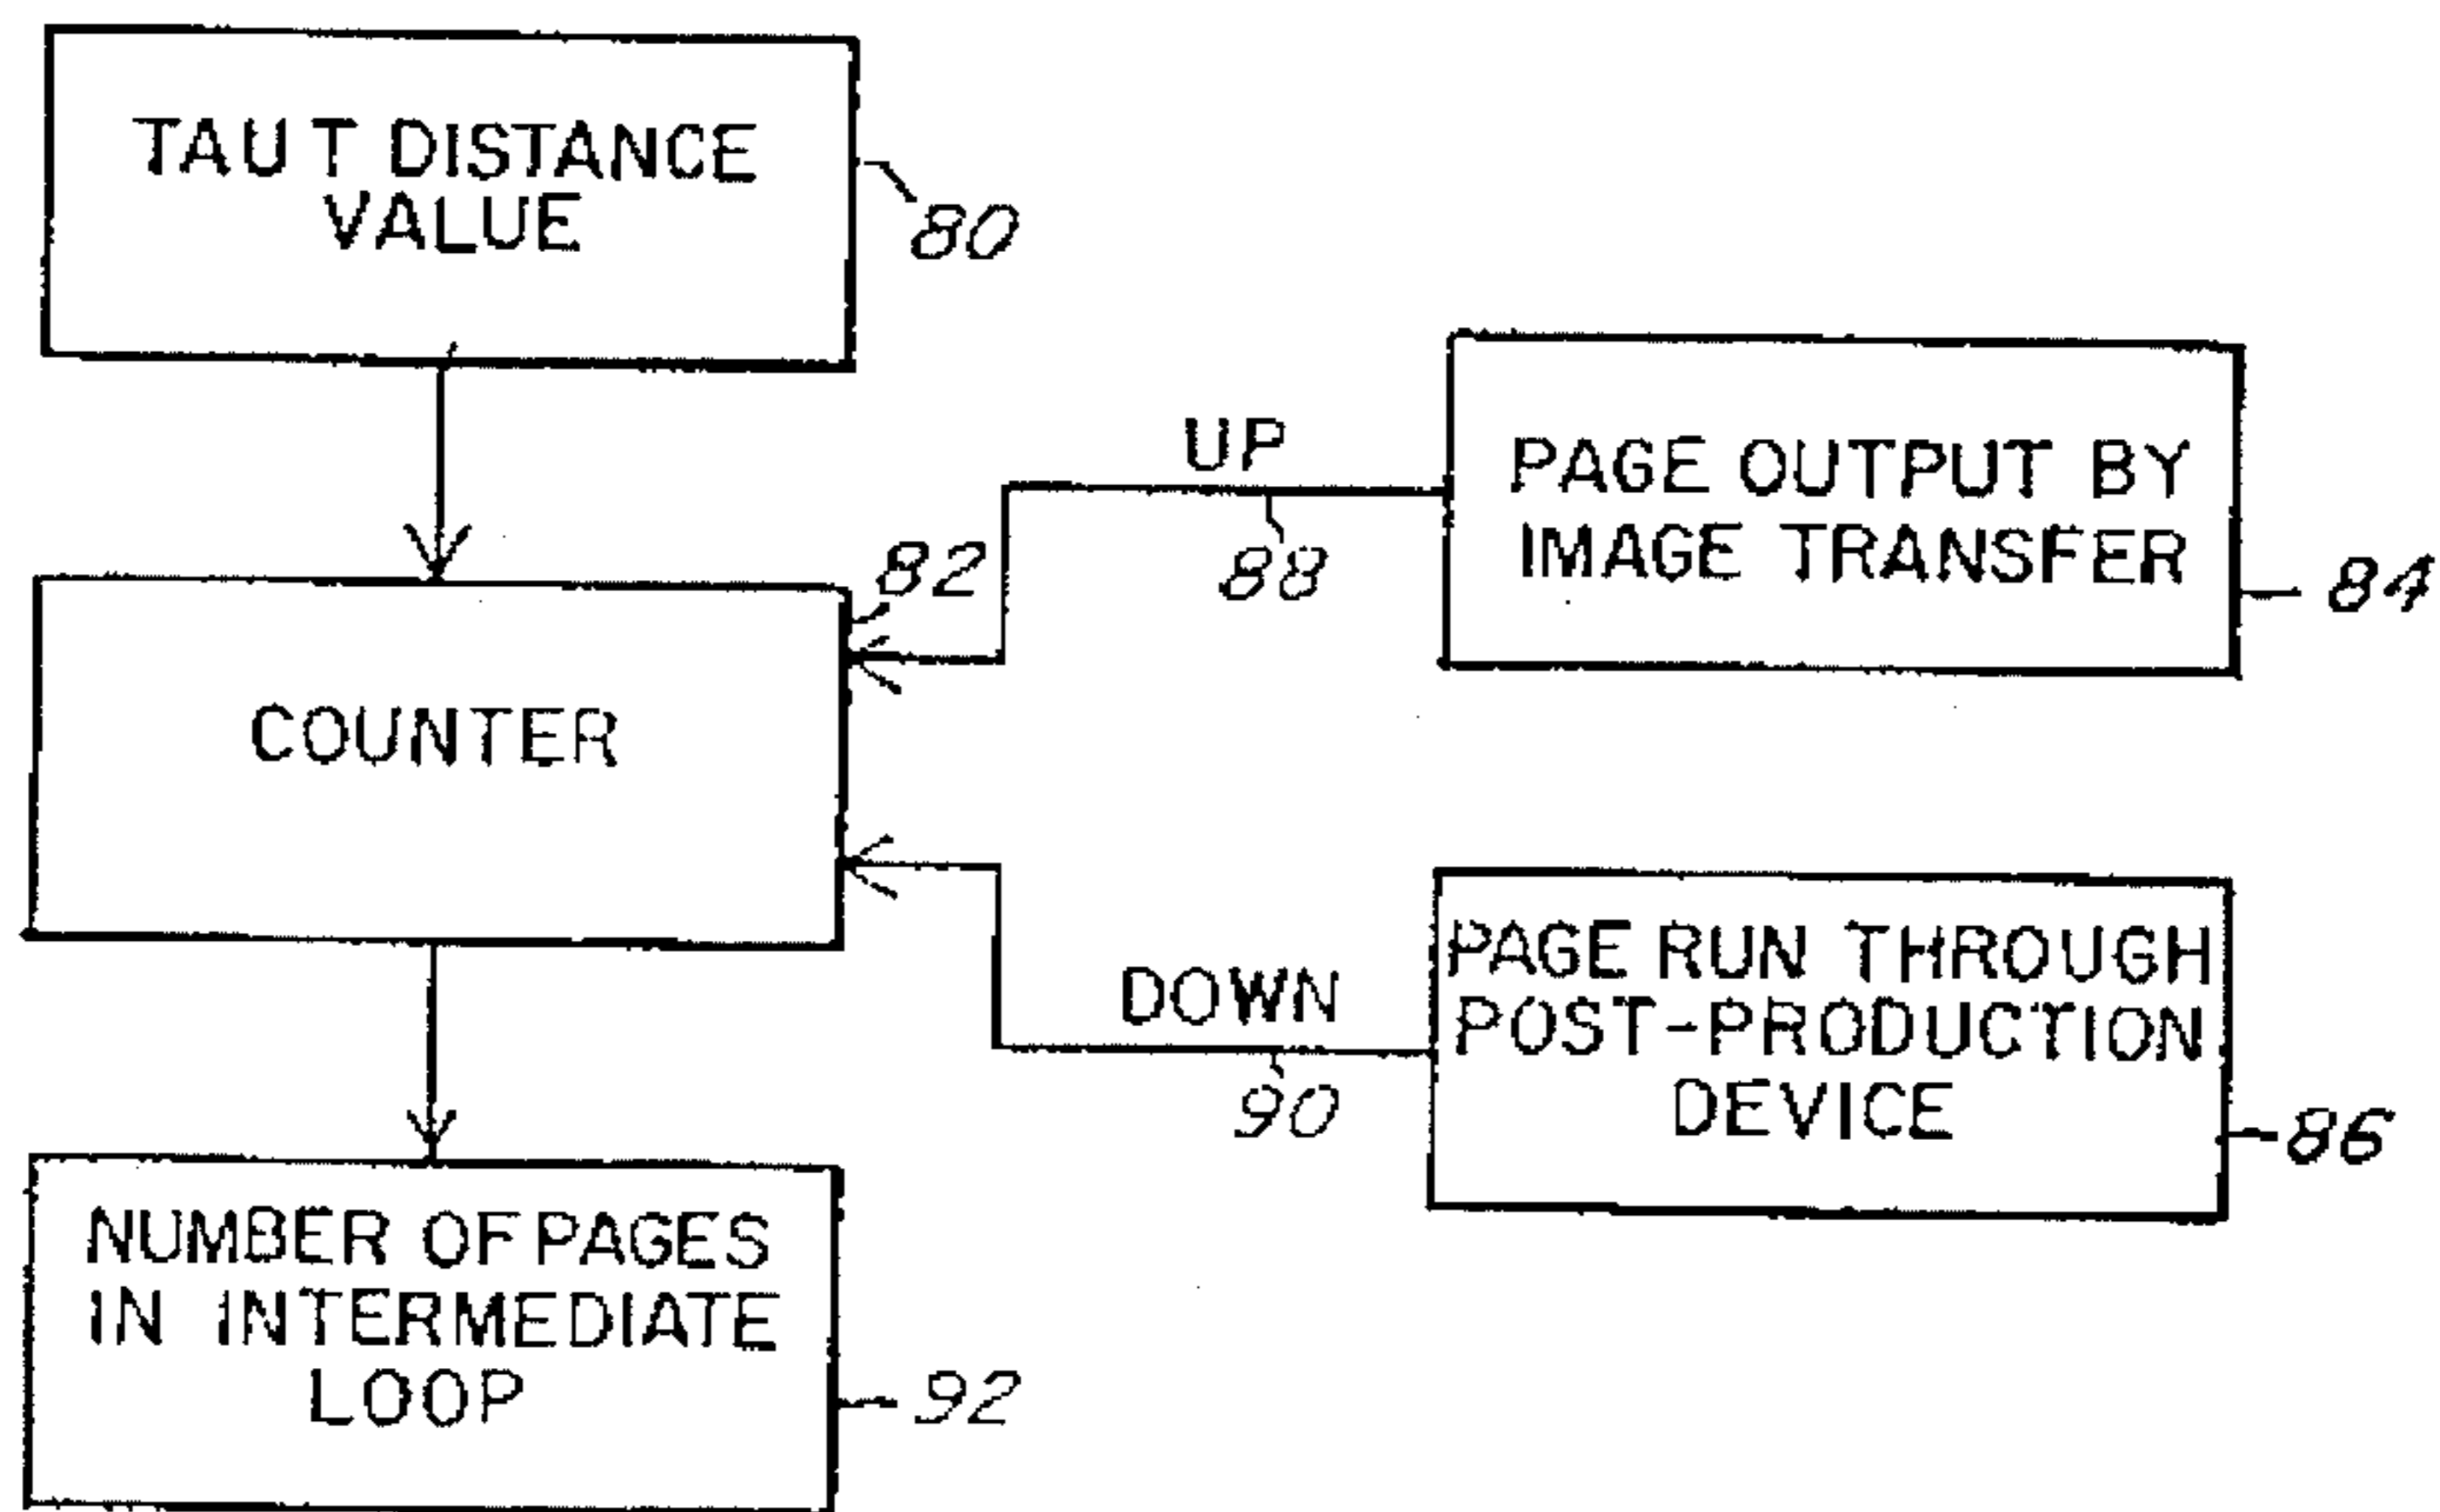 TAUT DISTANCE
VALUE
80
UP
88
PAGE OUTPUT BY
IMAGE TRANSFER
84
82
COUNTER
DOWN
90
PAGE RUN THROUGH
POST-PRODUCTION
DEVICE
86
NUMBER OF PAGES
IN INTERMEDIATE
LOOP
92